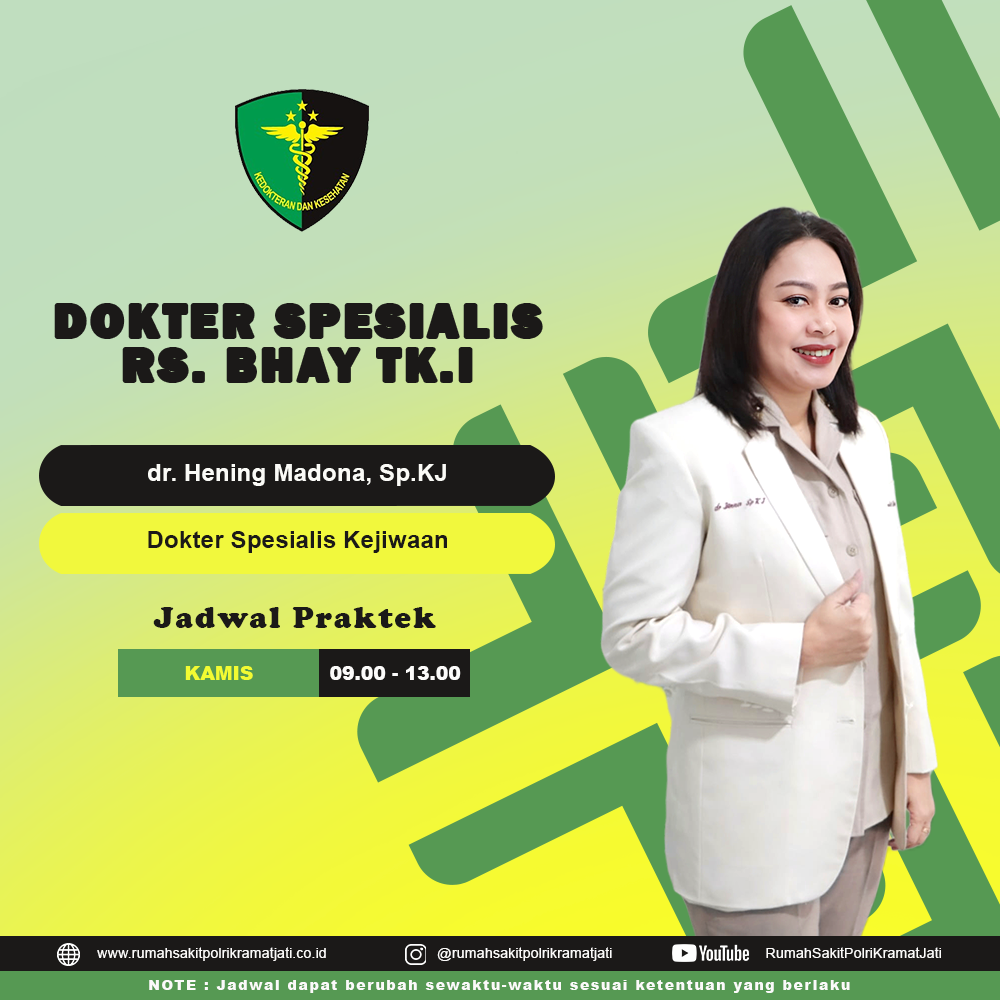 KEDOKTERAN DAN KESEHATAN
DOKTER SPESIALIS
RS. BHAY TK.I
dr. Hening Madona, Sp.KJ
Dokter Spesialis Kejiwaan
Jadwal Praktek
KAMIS 09.00 - 13.00
www.rumahsakitpolrikramatjati.co.id @rumahsakitpolrikramatjati YouTube RumahSakitPolriKramatJati
NOTE : Jadwal dapat berubah sewaktu-waktu sesuai ketentuan yang berlaku